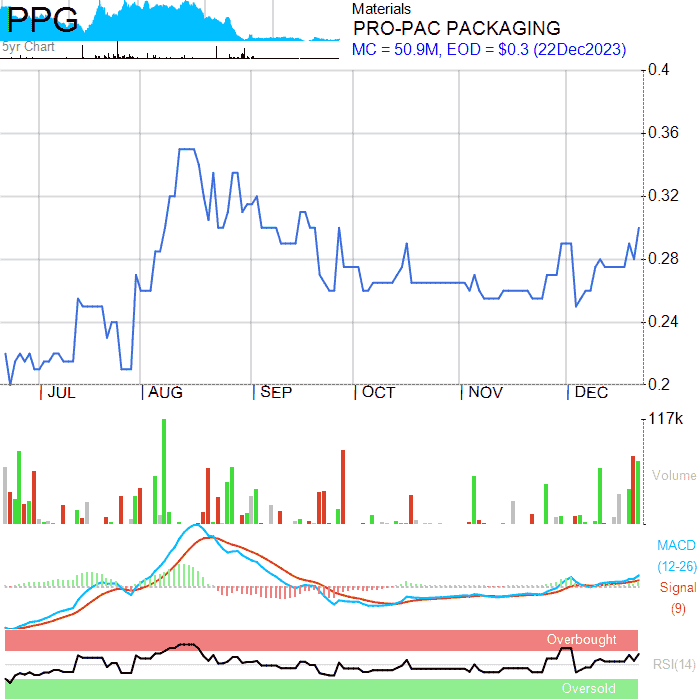 PPG
5yr Chart
Materials
PRO-PAC PACKAGING
MC = 50.9M, EOD = $0.3 (22Dec2023)
0.4
0.36
0.32
0.28
0.24
0.2
JUL AUG SEP OCT NOV DEC
117k
Volume
MACD
(12-26)
Signal
(9)
Overbought
RSI(14)
Oversold